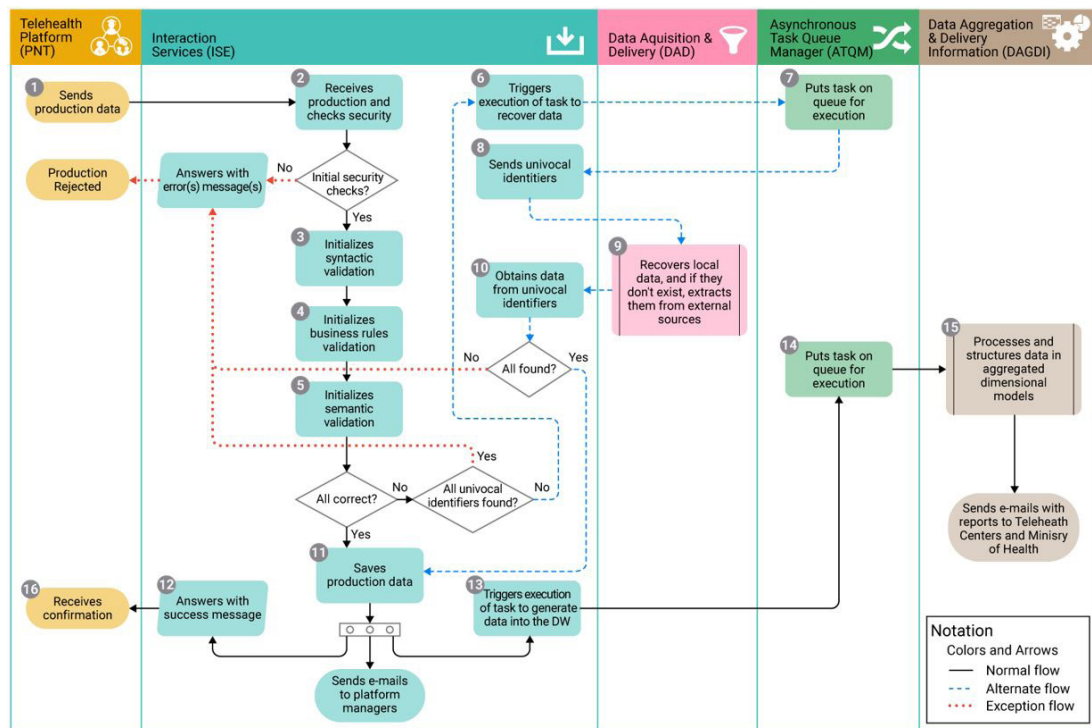 Telehealth
Platform (PNT)
Interaction
Services (ISE)
Data Aquisition &
Delivery (DAD)
Asynchronous
Task Queue
Manager (ATQM)
Data Aggregation
& Delivery
Information (DAGDI)
1
Sends
production data
2
Receives
production and
checks security
6
Triggers
execution of task to
recover data
7
Puts task on
queue for
execution
Production
Rejected
Answers with
error(s) message(s)
No
Initial security
checks?
Yes
8
Sends univocal
identifiers
3
Initializes
syntactic
validation
10
Obtains data
from univocal
identifiers
9
Recovers local
data, and if they
don't exist, extracts
them from external
sources
4
Initializes
business rules
validation
No
All found?
Yes
14
Puts task on
queue for
execution
15
Processes and
structures data in
aggregated
dimensional
models
5
Initializes
semantic
validation
Yes
All correct?
No
All univocal
identifiers found?
No
Yes
Sends e-mails with
reports to Teleheath
Centers and Minisry
of Health
11
Saves
production data
16
Receives
confirmation
12
Answers with
success message
13
Triggers execution
of task to generate
data into the DW
Sends e-mails
to platform
managers
Notation
Colors and Arrows
Normal flow
Alternate flow
Exception flow